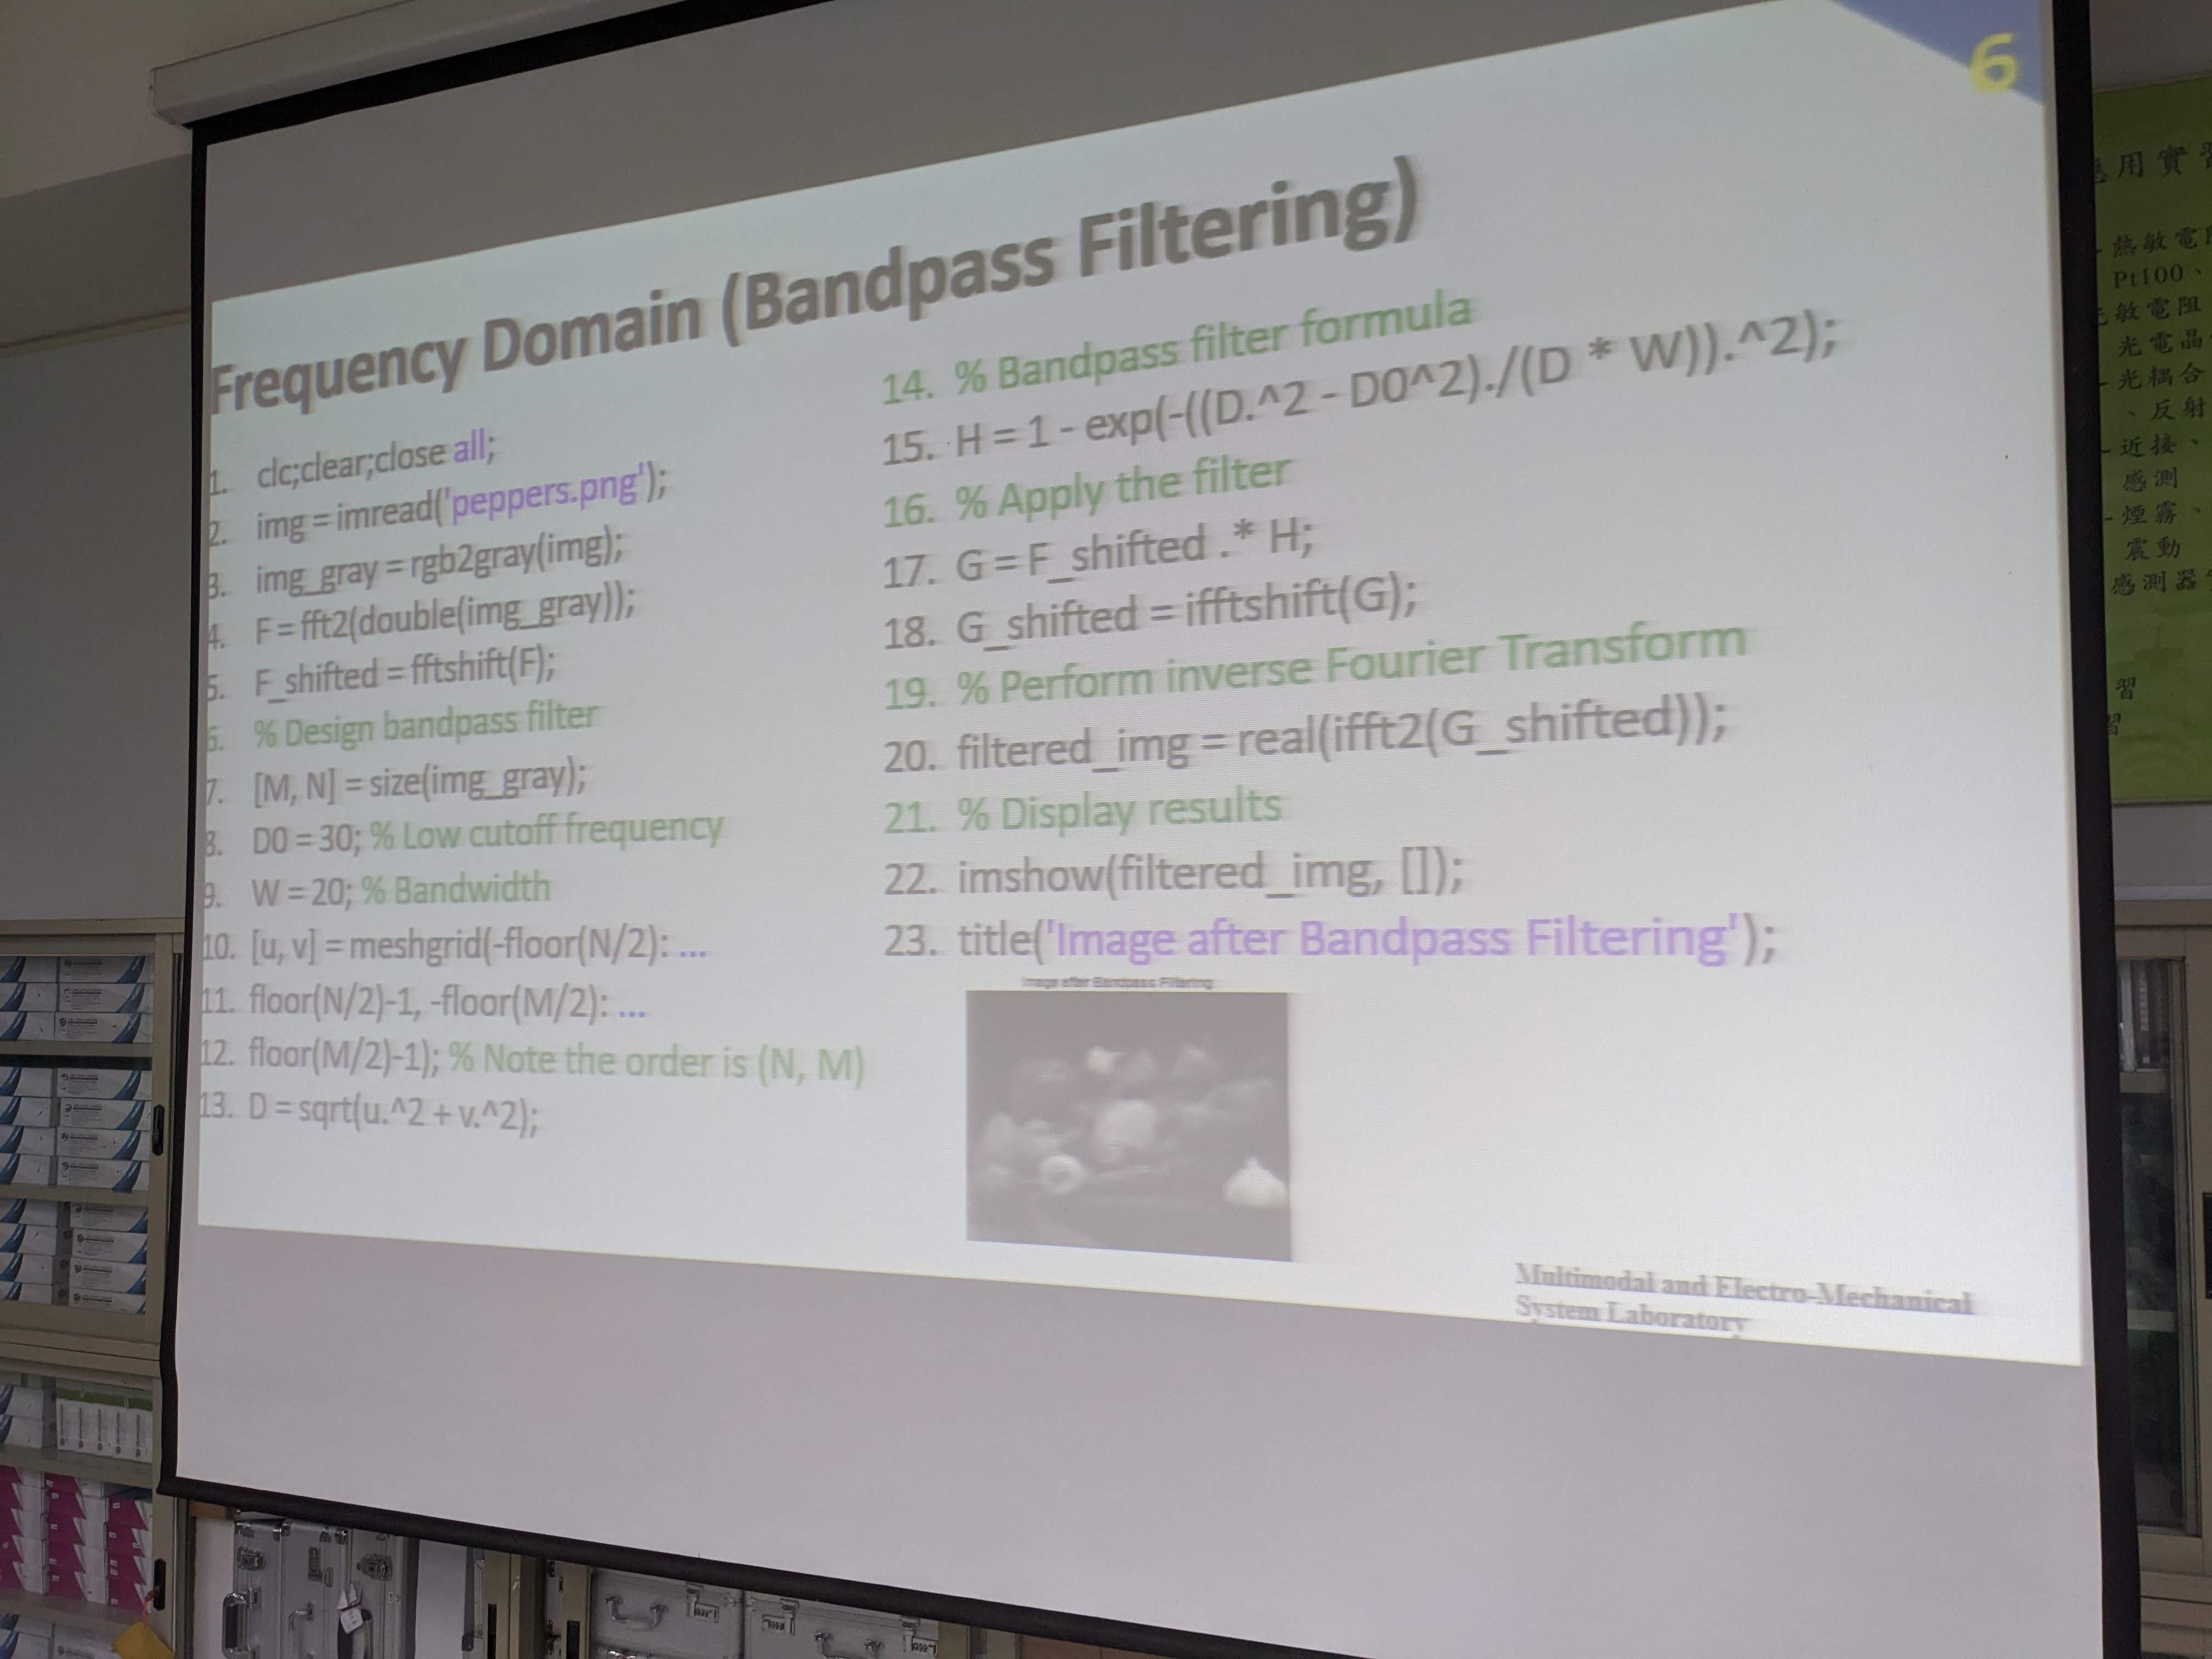 6
Frequency Domain (Bandpass Filtering)
1. clc;clear;close all;
2. img = imread('peppers.png');
3. img_gray = rgb2gray(img);
4. F = fft2(double(img_gray));
5. F_shifted = fftshift(F);
6. % Design bandpass filter
7. [M, N] = size(img_gray);
8. D0 = 30; % Low cutoff frequency
9. W = 20; % Bandwidth
10. [u, v] = meshgrid(-floor(N/2): ...
11. floor(N/2)-1, -floor(M/2): ...
12. floor(M/2)-1); % Note the order is (N, M)
13. D = sqrt(u.^2 + v.^2);
14. % Bandpass filter formula
15. H = 1 - exp(-((D.^2 - D0^2)./(D * W)).^2);
16. % Apply the filter
17. G = F_shifted .* H;
18. G_shifted = ifftshift(G);
19. % Perform inverse Fourier Transform
20. filtered_img = real(ifft2(G_shifted));
21. % Display results
22. imshow(filtered_img, []);
23. title('Image after Bandpass Filtering');
Image after Bandpass Filtering
Multimodal and Electro-Mechanical
System Laboratory
應用實習
熱敏電阻
Pt100、
光敏電阻
光電晶
光耦合
、反射
近接、
感測
煙霧、
震動
感測器
習
習